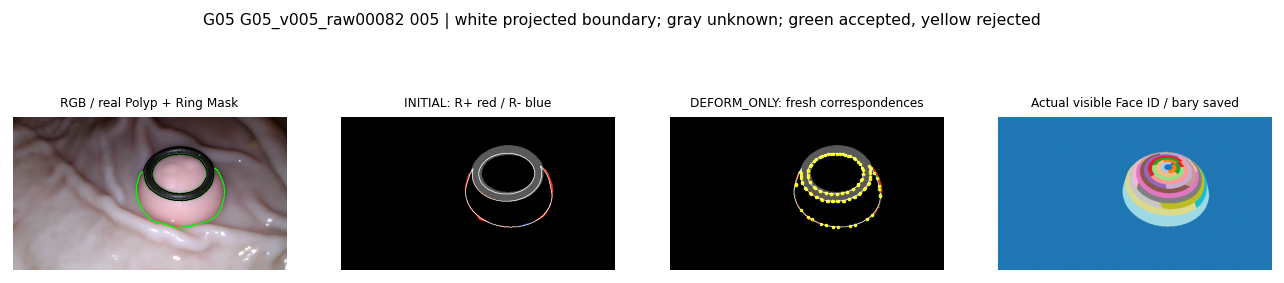 G05 G05_v005_raw00082 005 | white projected boundary; gray unknown; green accepted, yellow rejected
RGB / real Polyp + Ring Mask
INITIAL: R+ red / R- blue
DEFORM_ONLY: fresh correspondences
Actual visible Face ID / bary saved